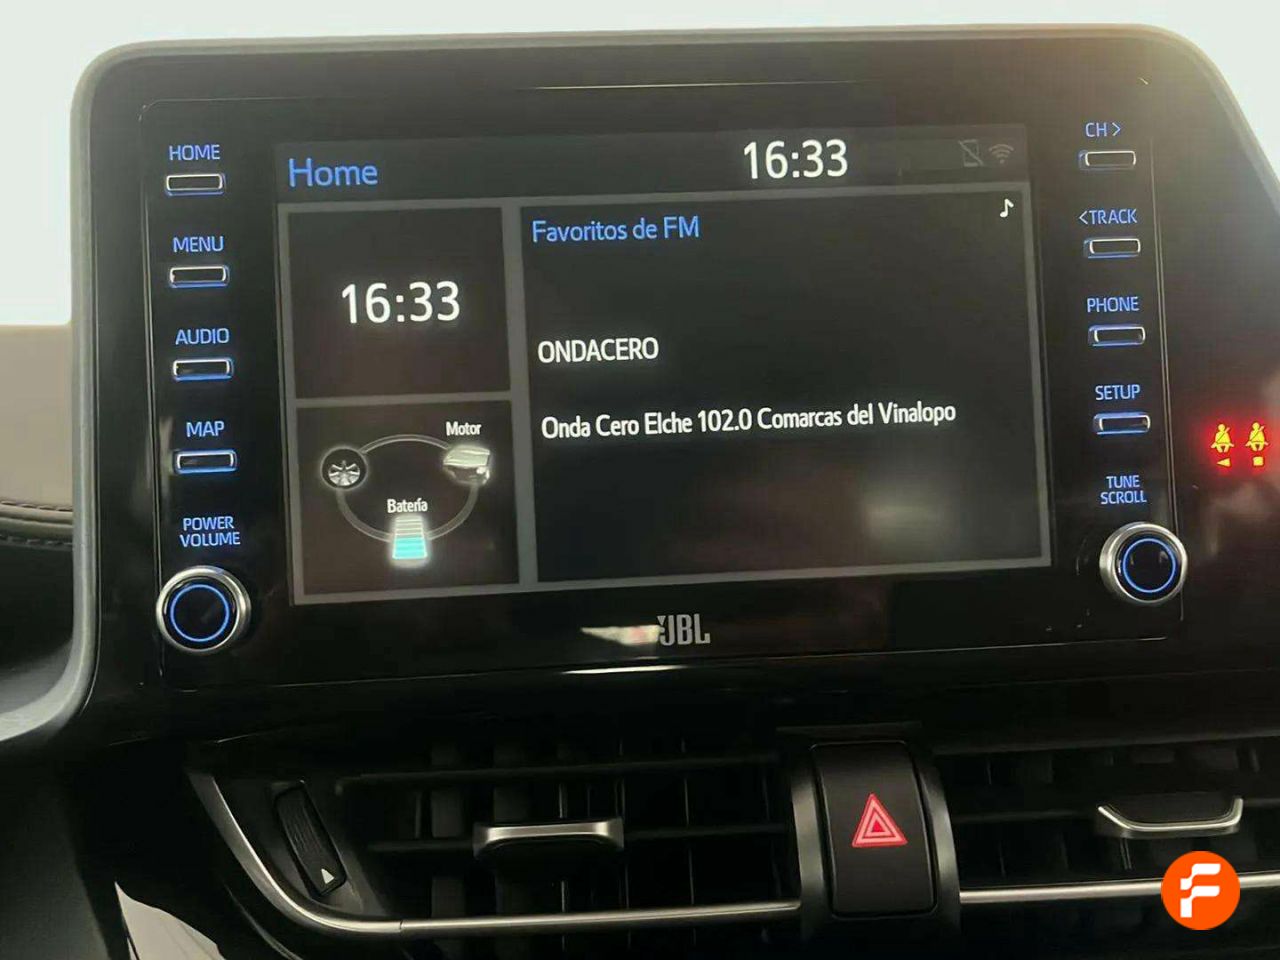 HOME
MENU
AUDIO
MAP
POWER
VOLUME
Home
16:33
16:33
Motor
Batería
Favoritos de FM
ONDACERO
Onda Cero Elche 102.0 Comarcas del Vinalopo
JBL
CH >
<TRACK
PHONE
SETUP
TUNE
SCROLL
F